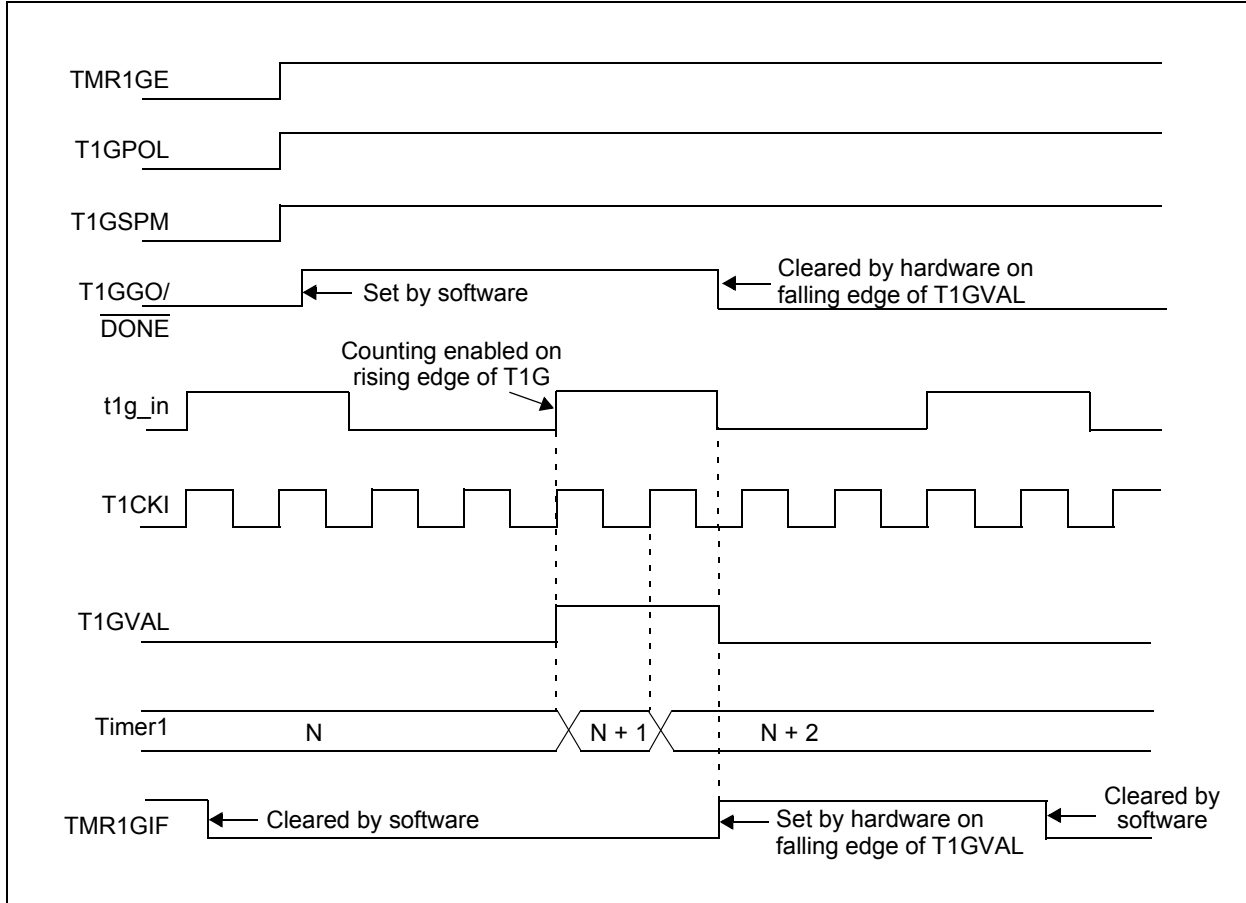 TMR1GE
T1GPOL
T1GSPM
T1GGO/
DONE
Set by software
Cleared by hardware on
falling edge of T1GVAL
Counting enabled on
rising edge of T1G
t1g_in
T1CKI
T1GVAL
Timer1
N
N + 1
N + 2
TMR1GIF
Cleared by software
Set by hardware on
falling edge of T1GVAL
Cleared by
software